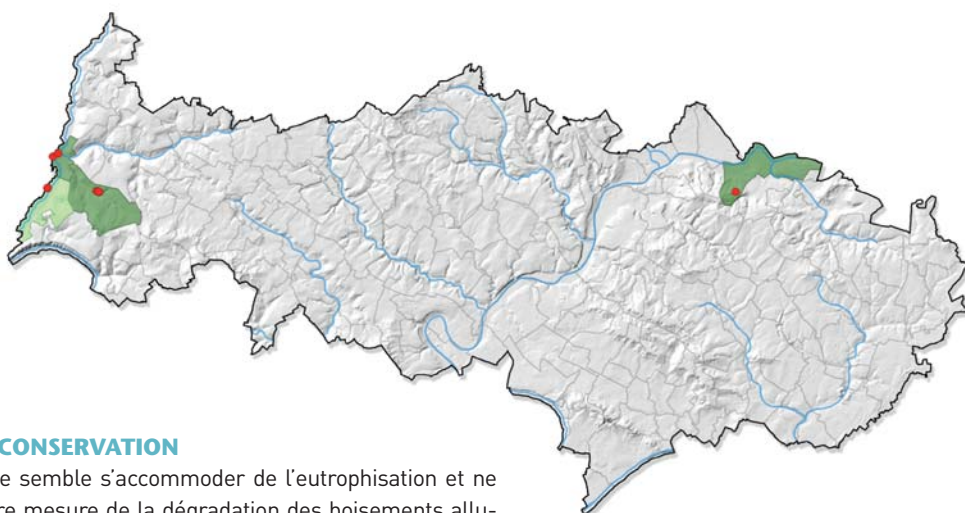 CONSERVATION
e semble s'accommoder de l'eutrophisation et ne
re mesure de la dégradation des boisements allu-